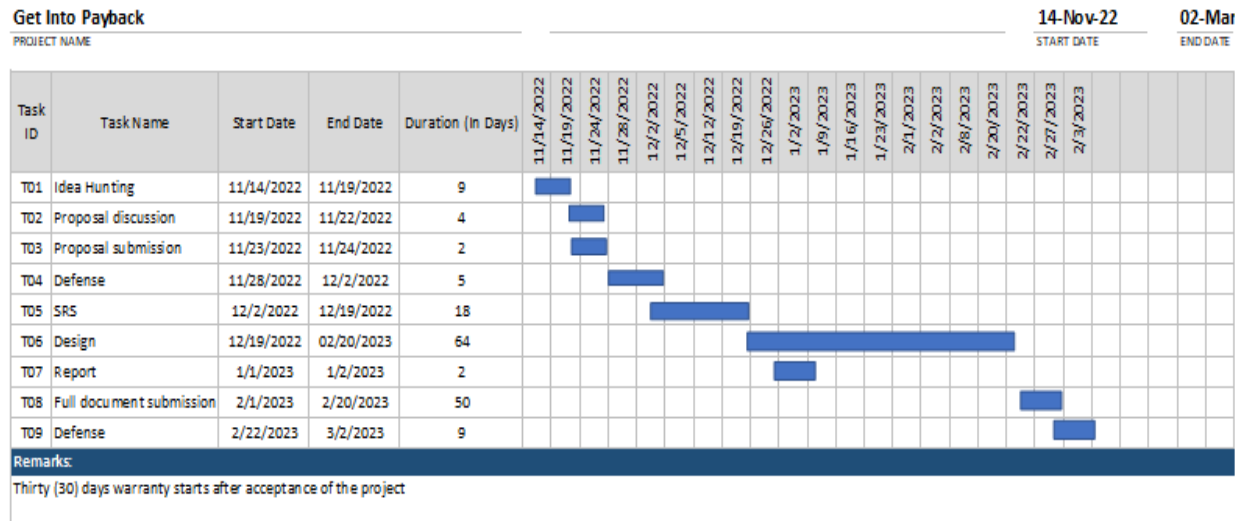 Get Into Payback 14-Nov-22 02-Mar
PROJECT NAME START DATE END DATE
Task ID Task Name Start Date End Date Duration (In Days) 11/14/2022 11/19/2022 11/24/2022 11/28/2022 12/2/2022 12/5/2022 12/12/2022 12/19/2022 12/26/2022 1/2/2023 1/9/2023 1/16/2023 1/23/2023 2/1/2023 2/2/2023 2/8/2023 2/20/2023 2/22/2023 2/27/2023 2/3/2023
T01 Idea Hunting 11/14/2022 11/19/2022 9
T02 Proposal discussion 11/19/2022 11/22/2022 4
T03 Proposal submission 11/23/2022 11/24/2022 2
T04 Defense 11/28/2022 12/2/2022 5
T05 SRS 12/2/2022 12/19/2022 18
T06 Design 12/19/2022 02/20/2023 64
T07 Report 1/1/2023 1/2/2023 2
T08 Full document submission 2/1/2023 2/20/2023 50
T09 Defense 2/22/2023 3/2/2023 9
Remarks:
Thirty (30) days warranty starts after acceptance of the project